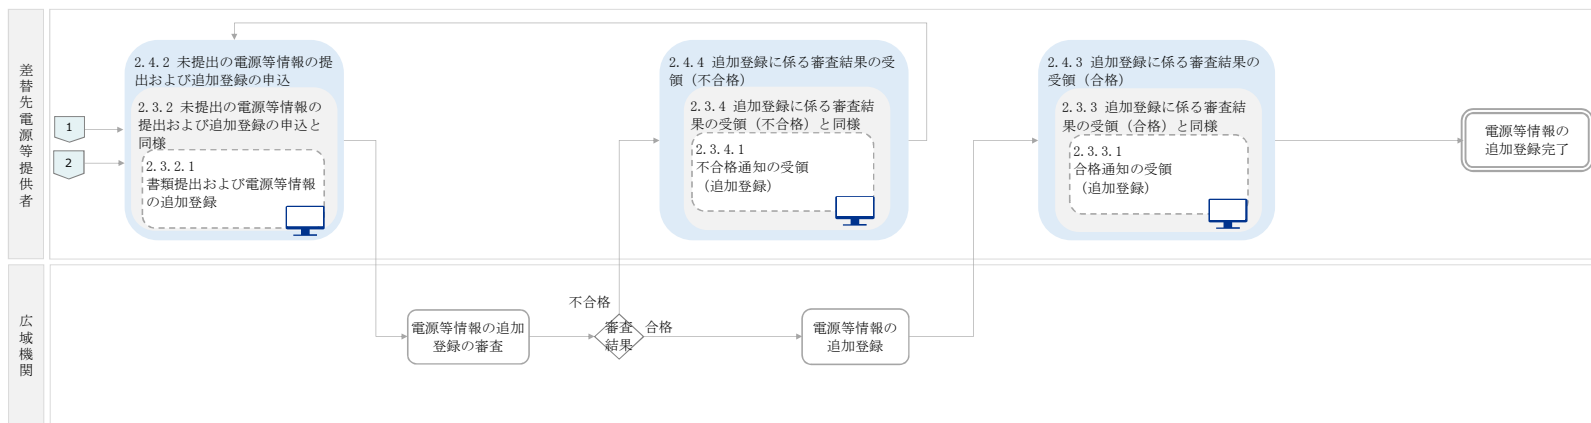 差替先電源等提供者
1
2
2.4.2 未提出の電源等情報の提
出および追加登録の申込
2.3.2 未提出の電源等情報の
提出および追加登録の申込と
同様
2.3.2.1
書類提出および電源等情報
の追加登録
2.4.4 追加登録に係る審査結果の受
領（不合格）
2.3.4 追加登録に係る審査結
果の受領（不合格）と同様
2.3.4.1
不合格通知の受領
（追加登録）
2.4.3 追加登録に係る審査結果の
受領（合格）
2.3.3 追加登録に係る審査結
果の受領（合格）と同様
2.3.3.1
合格通知の受領
（追加登録）
電源等情報の
追加登録完了
広域機関
電源等情報の追加
登録の審査
不合格
審査
結果
合格
電源等情報の
追加登録